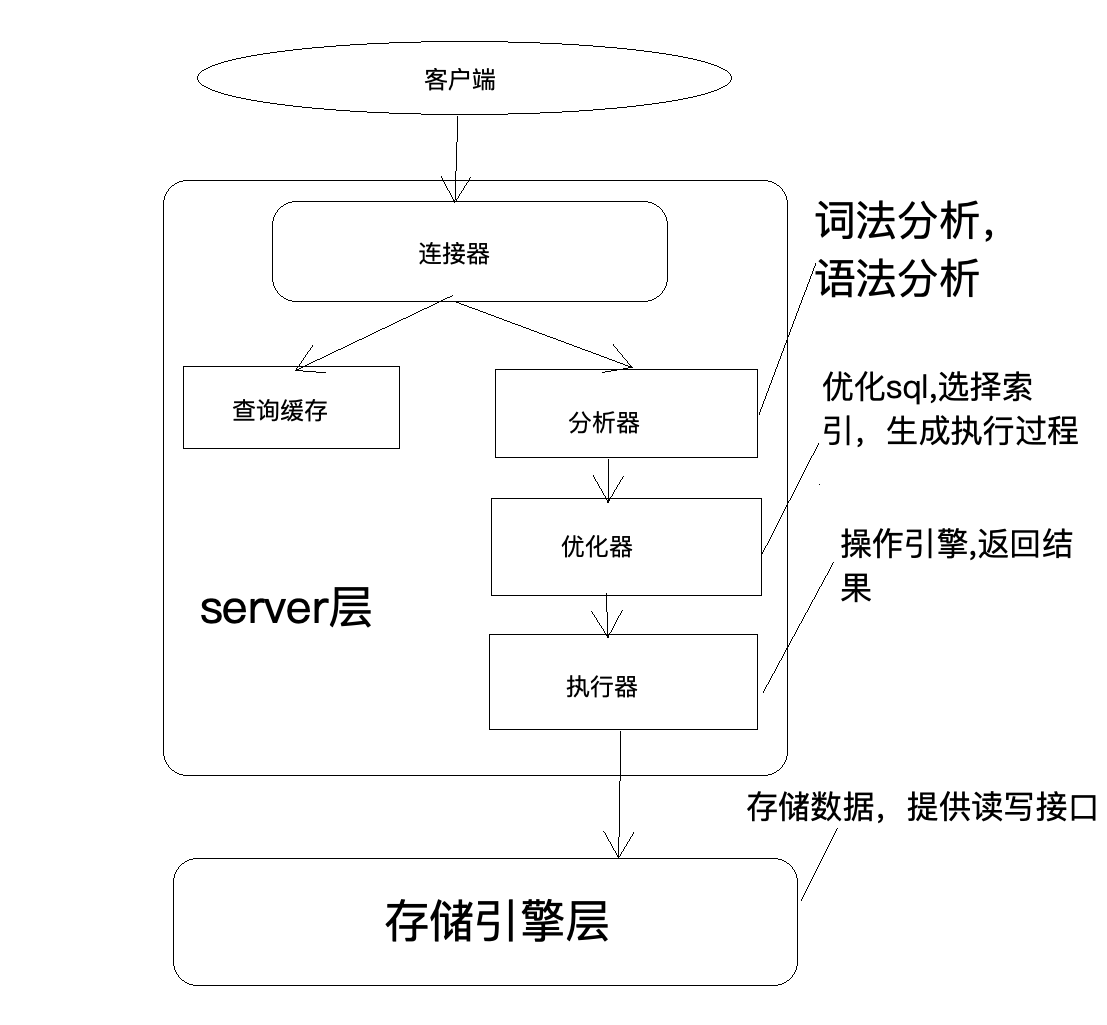 客户端
连接器
词法分析，
语法分析
查询缓存
分析器
优化sql,选择索
引，生成执行过程
优化器
操作引擎,返回结
果
server层
执行器
存储数据，提供读写接口
存储引擎层